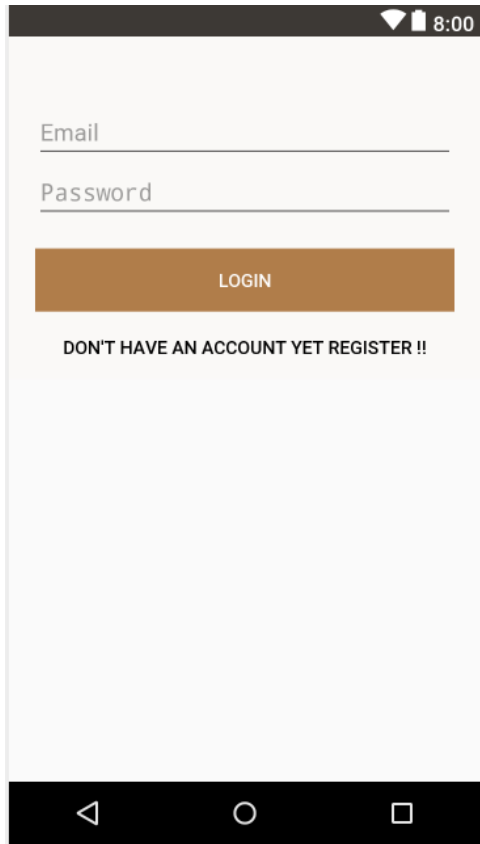 8:00
Email
Password
LOGIN
DON'T HAVE AN ACCOUNT YET REGISTER !!